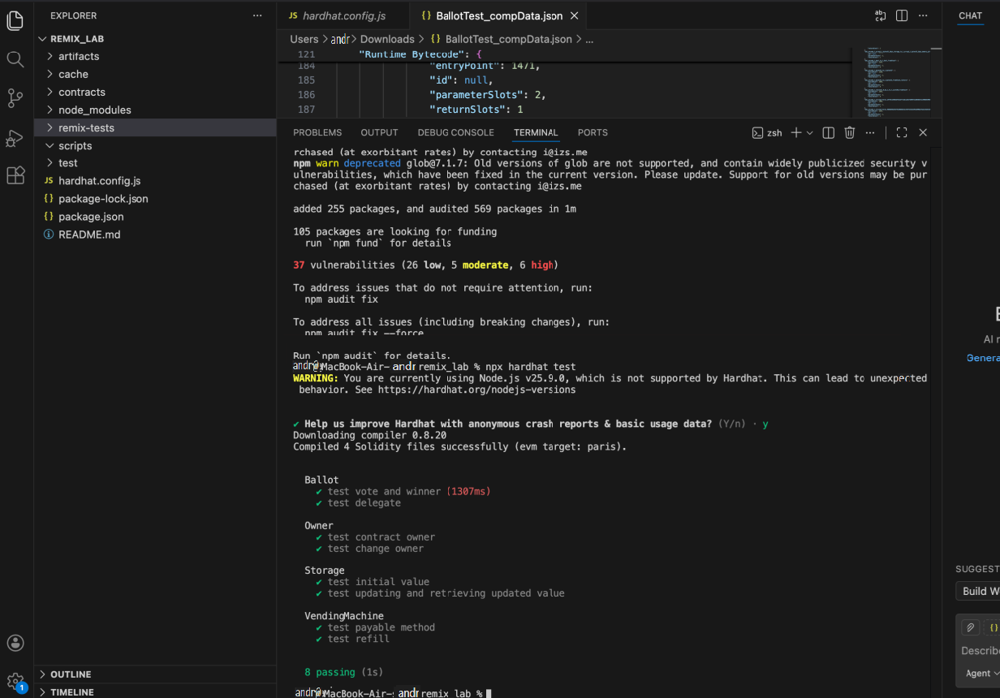 EXPLORER
REMIX_LAB
artifacts
cache
contracts
node_modules
remix-tests
scripts
test
JS hardhat.config.js
{} package-lock.json
{} package.json
README.md
OUTLINE
TIMELINE
1
JS hardhat.config.js
{} BallotTest_compData.json
Users > andr > Downloads > {} BallotTest_compData.json > ...
121 "Runtime Bytecode": {
184 "entryPoint": 1471,
185 "id": null,
186 "parameterSlots": 2,
187 "returnSlots": 1
PROBLEMS OUTPUT DEBUG CONSOLE TERMINAL PORTS
zsh
rchased (at exorbitant rates) by contacting i@izs.me
npm warn deprecated glob@7.1.7: Old versions of glob are not supported, and contain widely publicized security v
ulnerabilities, which have been fixed in the current version. Please update. Support for old versions may be pur
chased (at exorbitant rates) by contacting i@izs.me
added 255 packages, and audited 569 packages in 1m
105 packages are looking for funding
run `npm fund` for details
37 vulnerabilities (26 low, 5 moderate, 6 high)
To address issues that do not require attention, run:
npm audit fix
To address all issues (including breaking changes), run:
npm audit fix --force
Run `npm audit` for details.
andr@MacBook-Air- andr remix_lab % npx hardhat test
WARNING: You are currently using Node.js v25.9.0, which is not supported by Hardhat. This can lead to unexpected
behavior. See https://hardhat.org/nodejs-versions
✔ Help us improve Hardhat with anonymous crash reports & basic usage data? (Y/n) · y
Downloading compiler 0.8.20
Compiled 4 Solidity files successfully (evm target: paris).
Ballot
✔ test vote and winner (1307ms)
✔ test delegate
Owner
✔ test contract owner
✔ test change owner
Storage
✔ test initial value
✔ test updating and retrieving updated value
VendingMachine
✔ test payable method
✔ test refill
8 passing (1s)
andr@MacBook-Air- andr remix_lab %
CHAT
AI
Genera
SUGGEST
Build W
{}
Describe
Agent